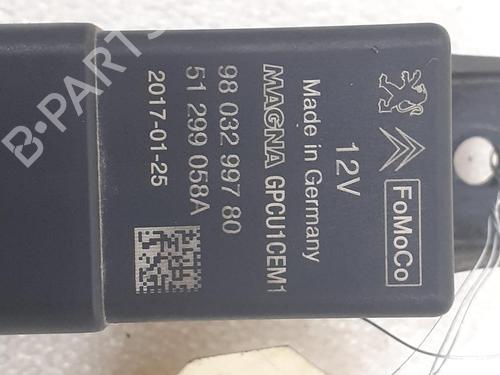 FoMoCo
12V
Made in Germany
MAGNA GPCU1CEM1
98 032 997 80
51 299 058A
2017-01-25
B-PARTS